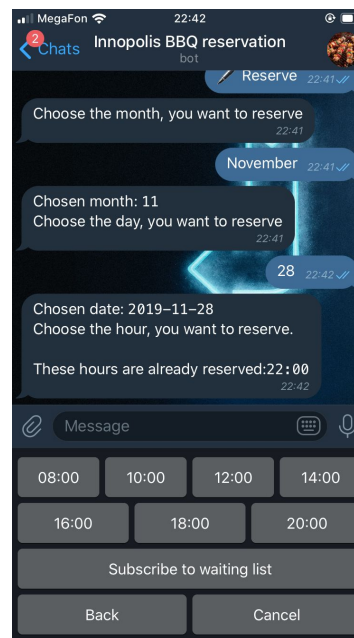 MegaFon 22:42
2
Chats Innopolis BBQ reservation
bot
Reserve 22:41
Choose the month, you want to reserve
22:41
November 22:41
Chosen month: 11
Choose the day, you want to reserve
22:41
28 22:42
Chosen date: 2019-11-28
Choose the hour, you want to reserve.
These hours are already reserved:22:00
22:42
Message
08:00 10:00 12:00 14:00
16:00 18:00 20:00
Subscribe to waiting list
Back Cancel